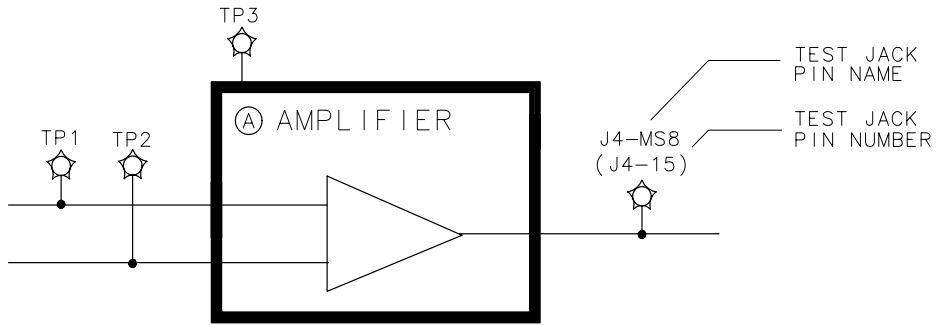 TP3
TEST JACK
PIN NAME
Ⓐ AMPLIFIER
TEST JACK
PIN NUMBER
TP1
TP2
J4-MS8
(J4-15)